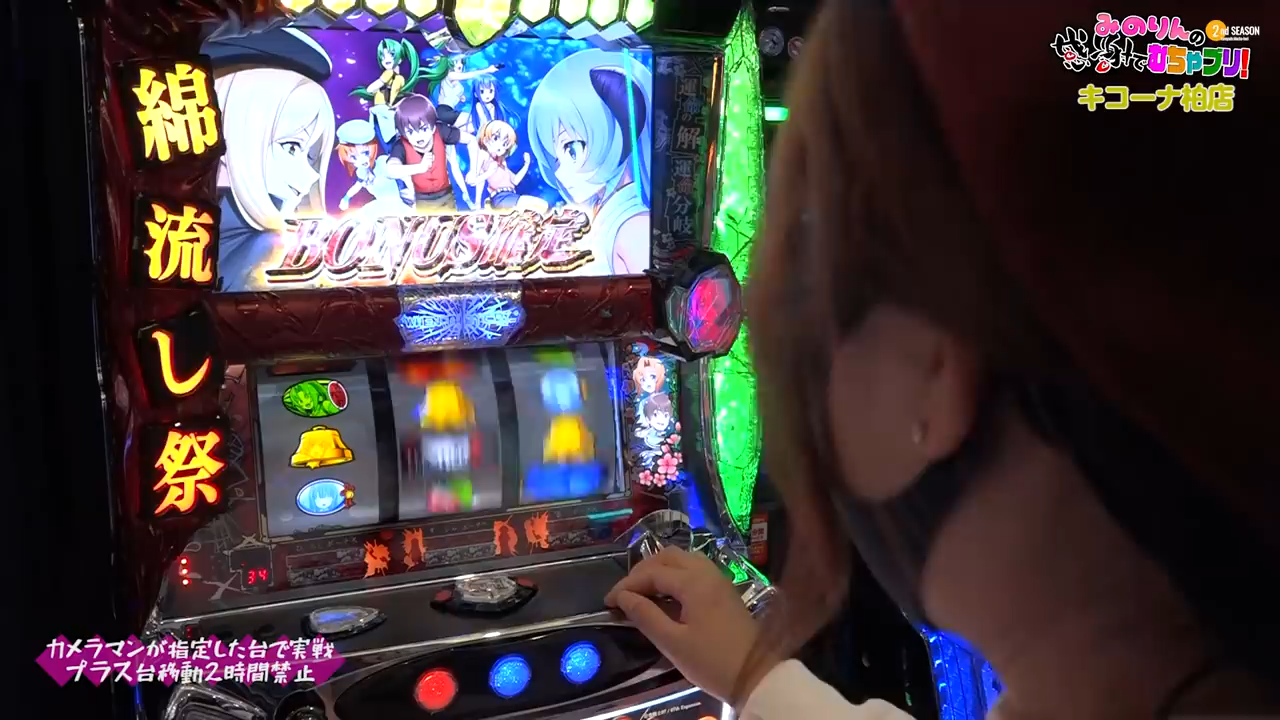 みのりんの
2nd SEASON
感謝でむちゃブリ!
キコーナ柏店
綿流し祭
BONUS確定
運命の解
運命分岐
34
カメラマンが指定した台で実戦
プラス台移動2時間禁止